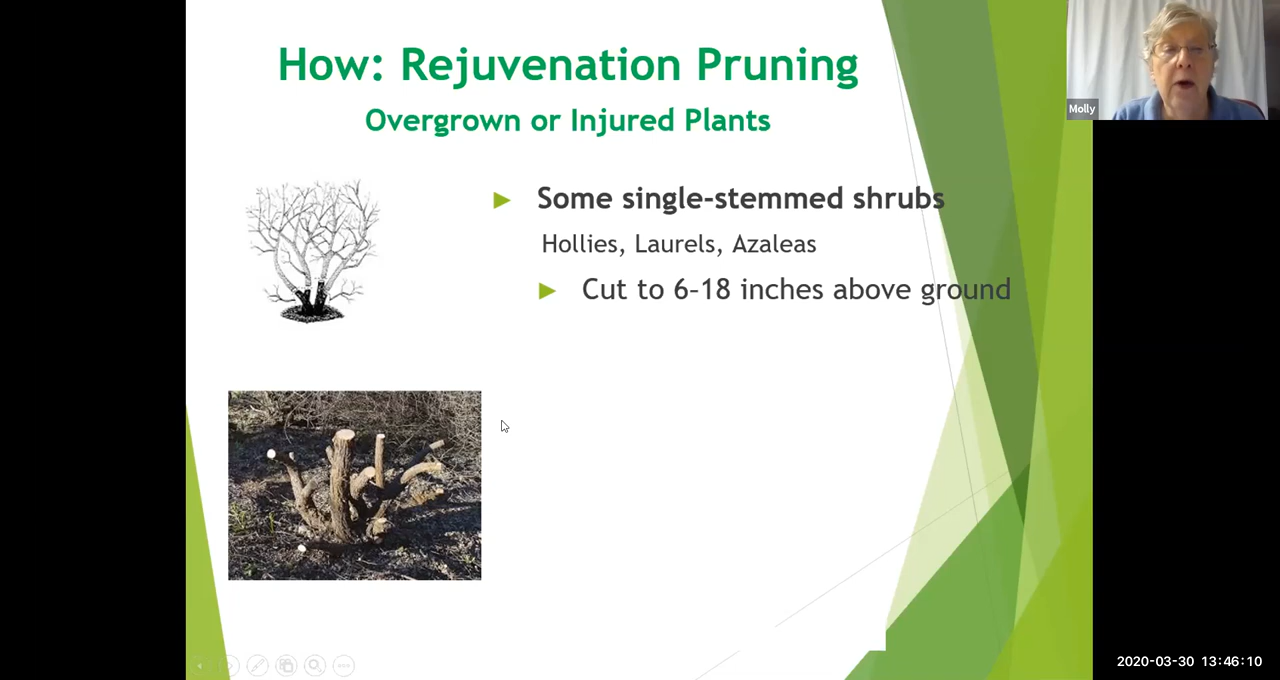 How: Rejuvenation Pruning
Overgrown or Injured Plants
Some single-stemmed shrubs
Hollies, Laurels, Azaleas
Cut to 6-18 inches above ground
Molly
2020-03-30 13:46:10